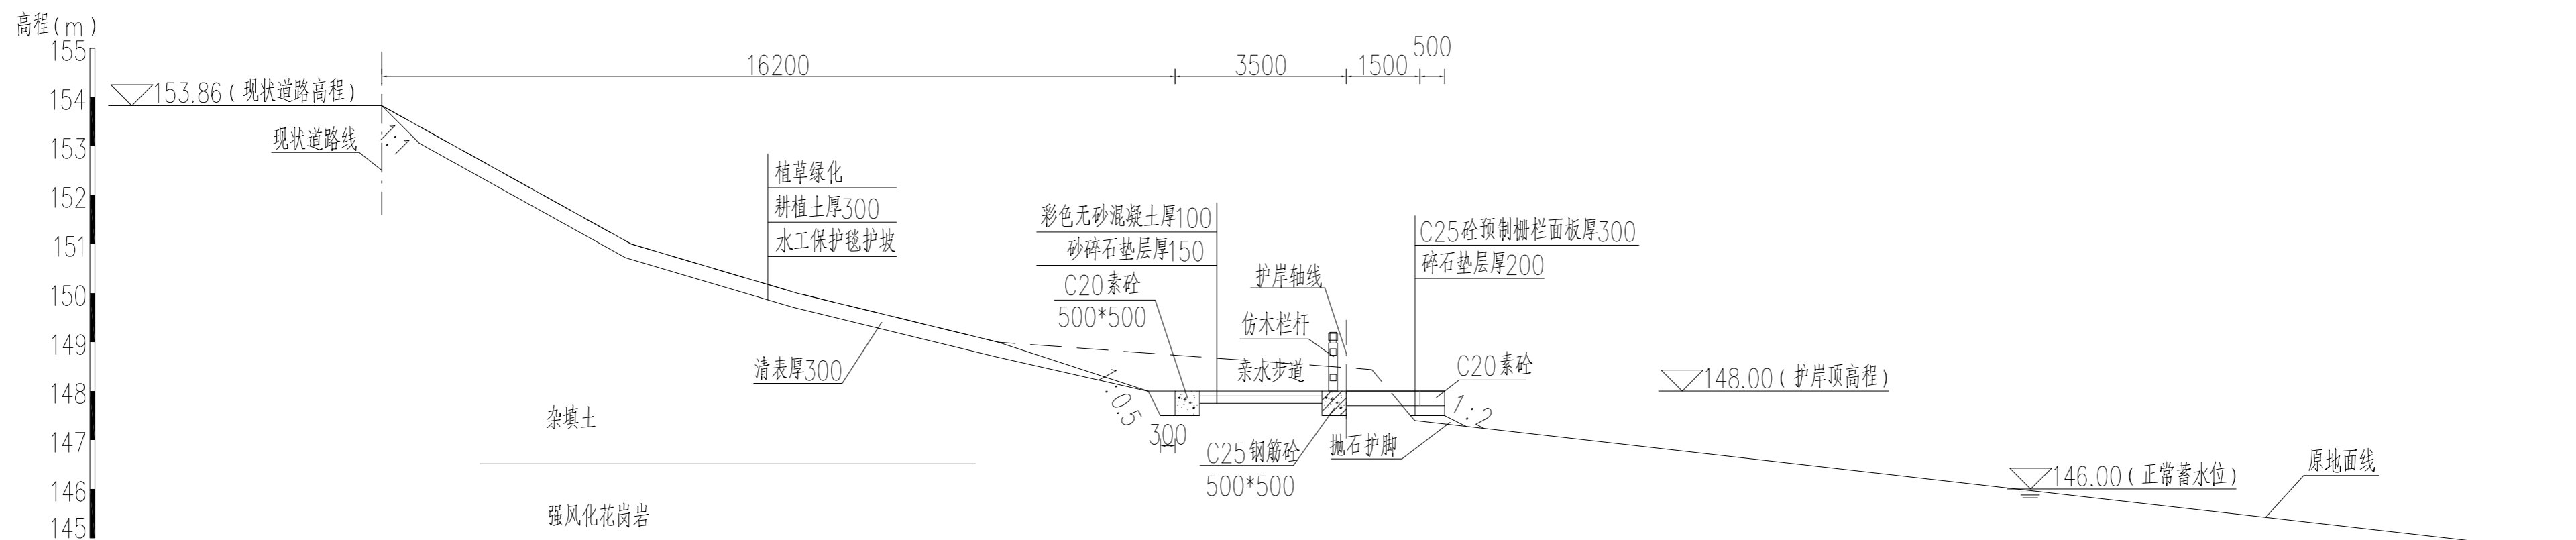 高程(m)
155
154
153
152
151
150
149
148
147
146
145
16200
3500
1500
500
153.86(现状道路高程)
现状道路线
1:1
植草绿化
耕植土厚300
水工保护毯护坡
清表厚300
杂填土
强风化花岗岩
彩色无砂混凝土厚100
砂碎石垫层厚150
C20素砼
500*500
1:0.5
300
护岸轴线
仿木栏杆
亲水步道
C25钢筋砼
500*500
C25砼预制栅栏面板厚300
碎石垫层厚200
C20素砼
1:2
抛石护脚
148.00(护岸顶高程)
146.00(正常蓄水位)
原地面线